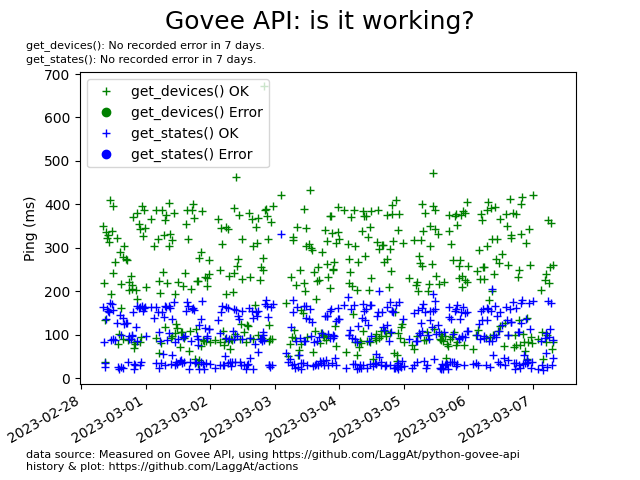 Govee API: is it working?
get_devices(): No recorded error in 7 days.
get_states(): No recorded error in 7 days.
700
600
500
400
300
200
100
0
Ping (ms)
get_devices() OK
get_devices() Error
get_states() OK
get_states() Error
2023-02-28
2023-03-01
2023-03-02
2023-03-03
2023-03-04
2023-03-05
2023-03-06
2023-03-07
data source: Measured on Govee API, using https://github.com/LaggAt/python-govee-api
history & plot: https://github.com/LaggAt/actions